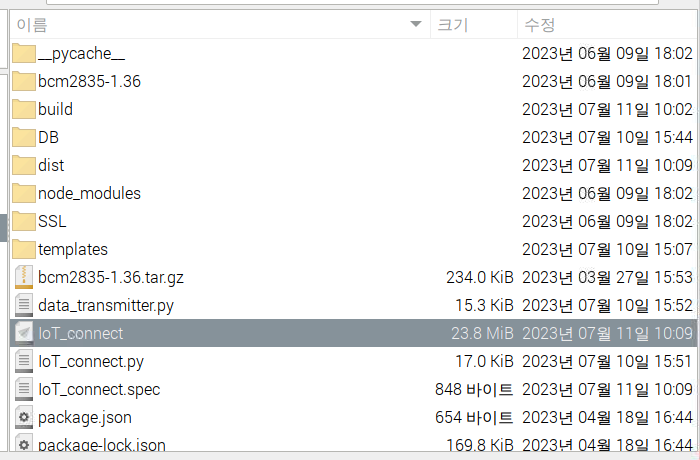 이름 크기 수정
__pycache__ 2023년 06월 09일 18:02
bcm2835-1.36 2023년 06월 09일 18:01
build 2023년 07월 11일 10:02
DB 2023년 07월 10일 15:44
dist 2023년 07월 11일 10:09
node_modules 2023년 06월 09일 18:02
SSL 2023년 06월 09일 18:02
templates 2023년 07월 10일 15:07
bcm2835-1.36.tar.gz 234.0 KiB 2023년 03월 27일 15:53
data_transmitter.py 15.3 KiB 2023년 07월 10일 15:52
IoT_connect 23.8 MiB 2023년 07월 11일 10:09
IoT_connect.py 17.0 KiB 2023년 07월 10일 15:51
IoT_connect.spec 848 바이트 2023년 07월 11일 10:09
package.json 654 바이트 2023년 04월 18일 16:44
package-lock.json 169.8 KiB 2023년 04월 18일 16:44